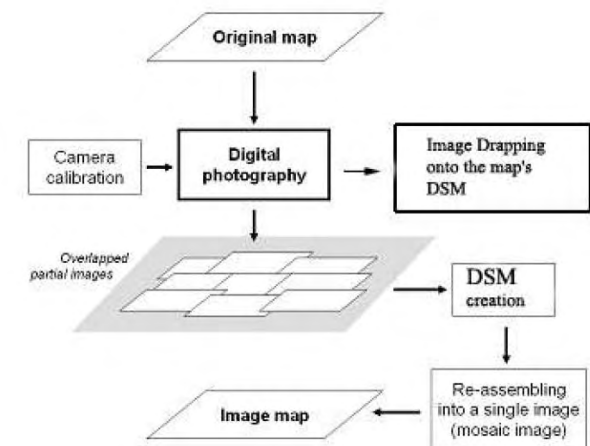 Original map
Camera
calibration
Digital
photography
Image Drapping
onto the map's
DSM
Overlapped
partial images
DSM
creation
Re-assembling
into a single image
(mosaic image)
Image map